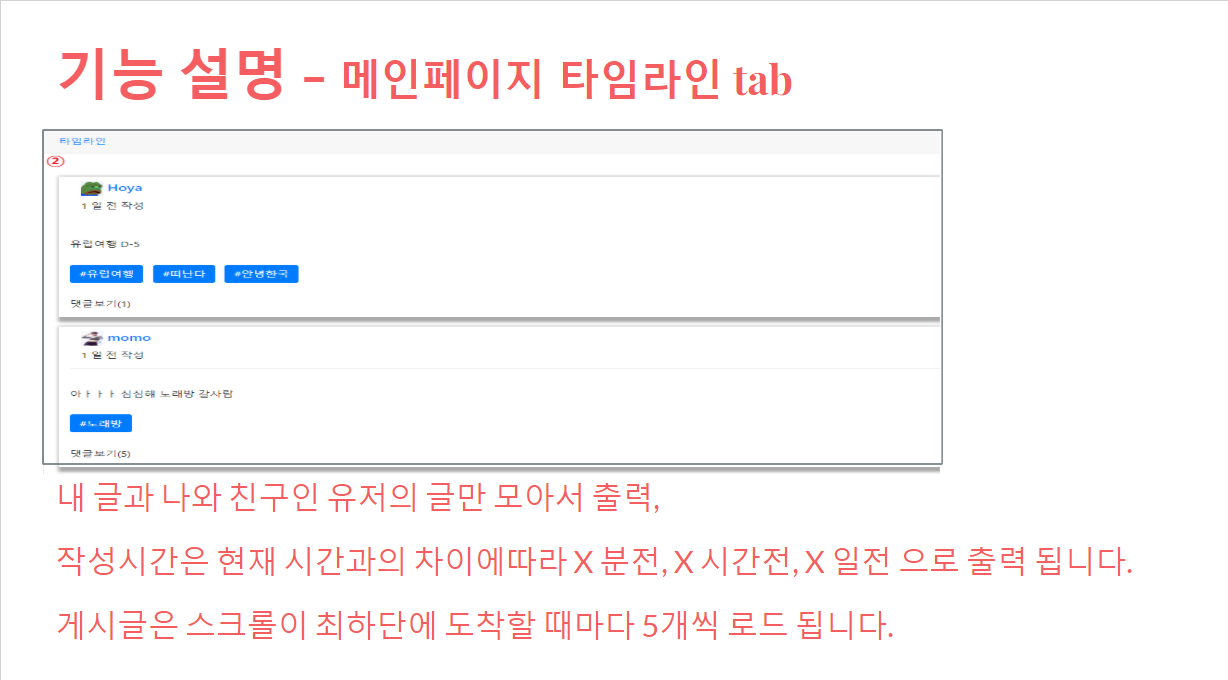 기능 설명 – 메인페이지 타임라인 tab
타임라인
②
Hoya
1 일 전 작성
유럽여행 D-5
#유럽여행 #떠난다 #안녕한국
댓글보기(1)
momo
1 일 전 작성
아ㅏㅏㅏ 심심해 노래방 갈사람
#노래방
댓글보기(5)
내 글과 나와 친구인 유저의 글만 모아서 출력,
작성시간은 현재 시간과의 차이에따라 X 분전, X 시간전, X 일전 으로 출력 됩니다.
게시글은 스크롤이 최하단에 도착할 때마다 5개씩 로드 됩니다.